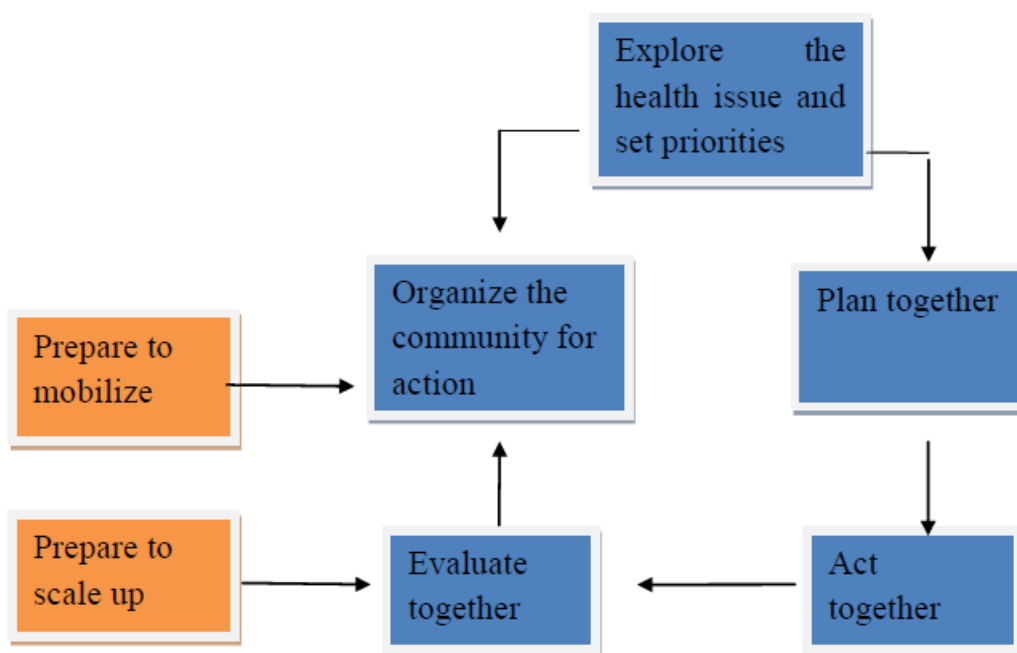 Explore the
health issue and
set priorities
Organize the
community for
action
Plan together
Prepare to
mobilize
Prepare to
scale up
Evaluate
together
Act
together